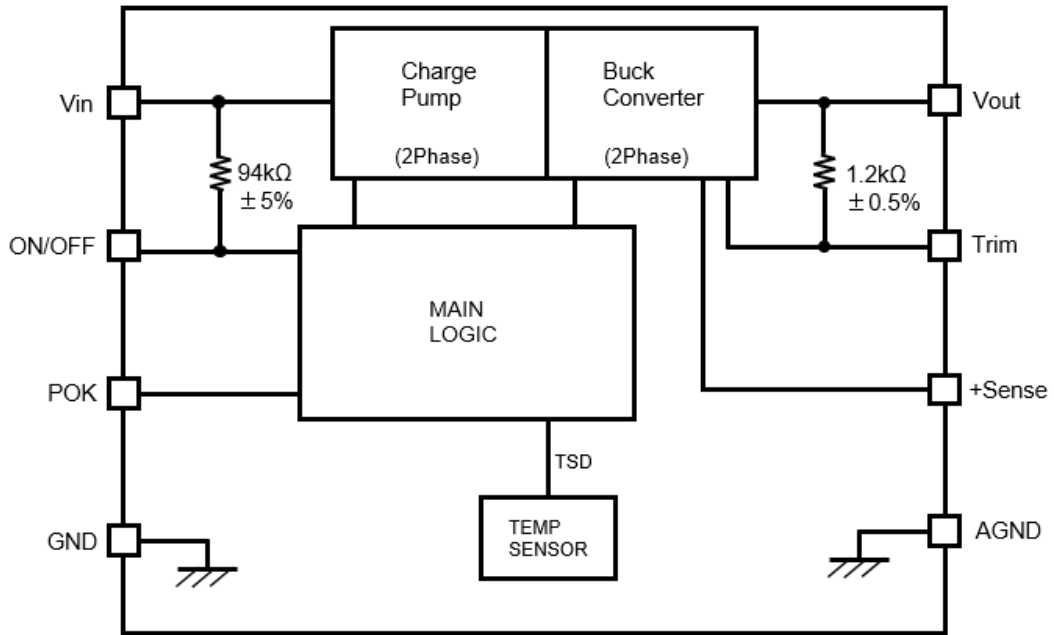 Charge
Pump
(2Phase)
Buck
Converter
(2Phase)
Vin
Vout
94kΩ
±5%
1.2kΩ
±0.5%
ON/OFF
Trim
MAIN
LOGIC
POK
+Sense
TSD
TEMP
SENSOR
GND
AGND